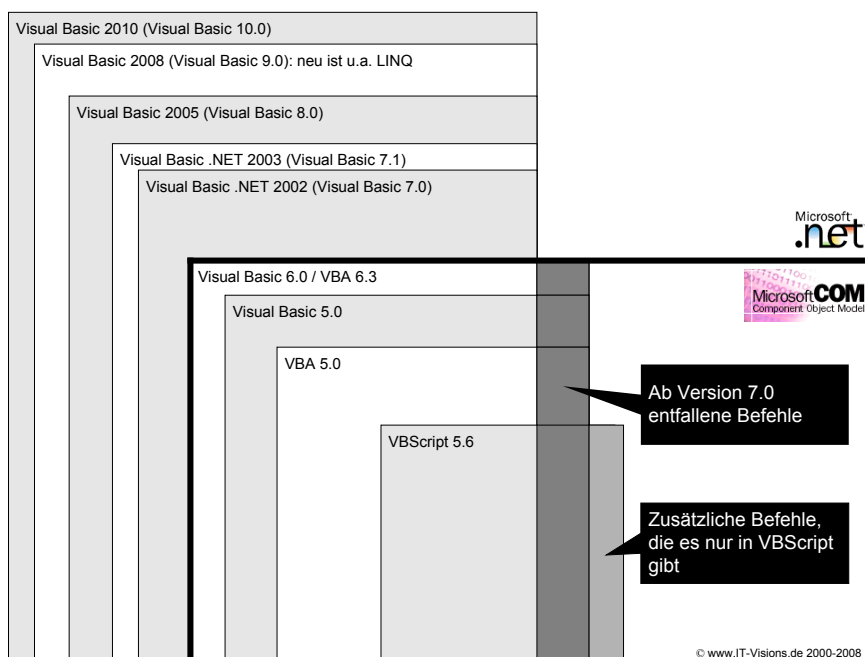 Visual Basic 2010 (Visual Basic 10.0)
Visual Basic 2008 (Visual Basic 9.0): neu ist u.a. LINQ
Visual Basic 2005 (Visual Basic 8.0)
Visual Basic .NET 2003 (Visual Basic 7.1)
Visual Basic .NET 2002 (Visual Basic 7.0)
Microsoft
.net
Visual Basic 6.0 / VBA 6.3
Microsoft COM
Component Object Model
Visual Basic 5.0
VBA 5.0
Ab Version 7.0
entfallene Befehle
VBScript 5.6
Zusätzliche Befehle,
die es nur in VBScript
gibt
© www.IT-Visions.de 2000-2008